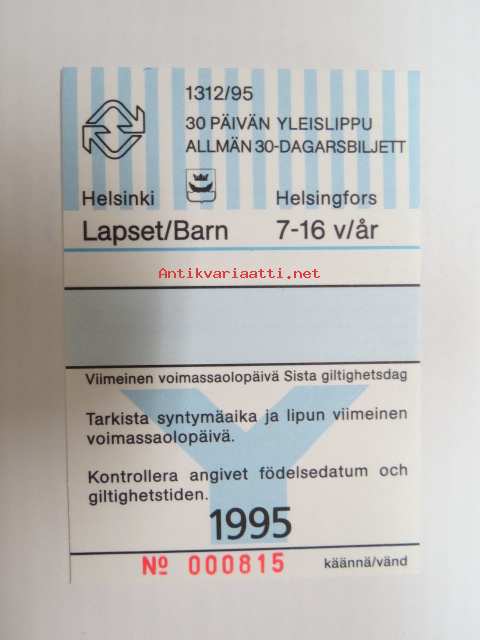 1312/95
30 PÄIVÄN YLEISLIPPU
ALLMÄN 30-DAGARSBILJETT
Helsinki Helsingfors
Lapset/Barn 7-16 v/år
Antikvariaatti.net
Viimeinen voimassaolopäivä Sista giltighetsdag
Tarkista syntymäaika ja lipun viimeinen
voimassaolopäivä.
Kontrollera angivet födelsedatum och
giltighetstiden.
1995
Nº 000815 käännä/vänd